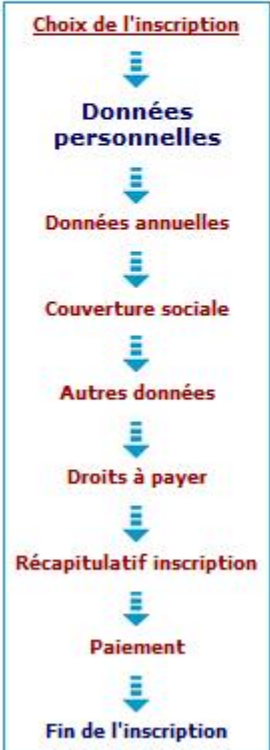 Choix de l'inscription
Données
personnelles
Données annuelles
Couverture sociale
Autres données
Droits à payer
Récapitulatif inscription
Paiement
Fin de l'inscription